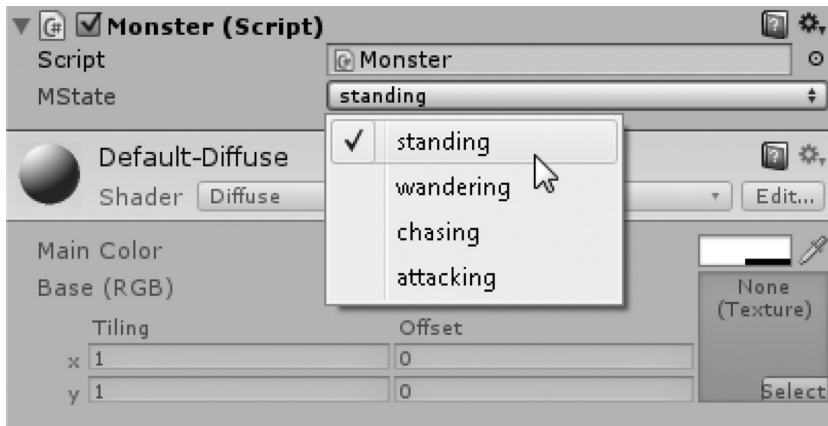 Monster (Script)
Script Monster
MState standing
standing
wandering
chasing
attacking
Default-Diffuse
Shader Diffuse Edit...
Main Color
Base (RGB)
None
(Texture)
Tiling Offset
x 1 0
y 1 0
Select